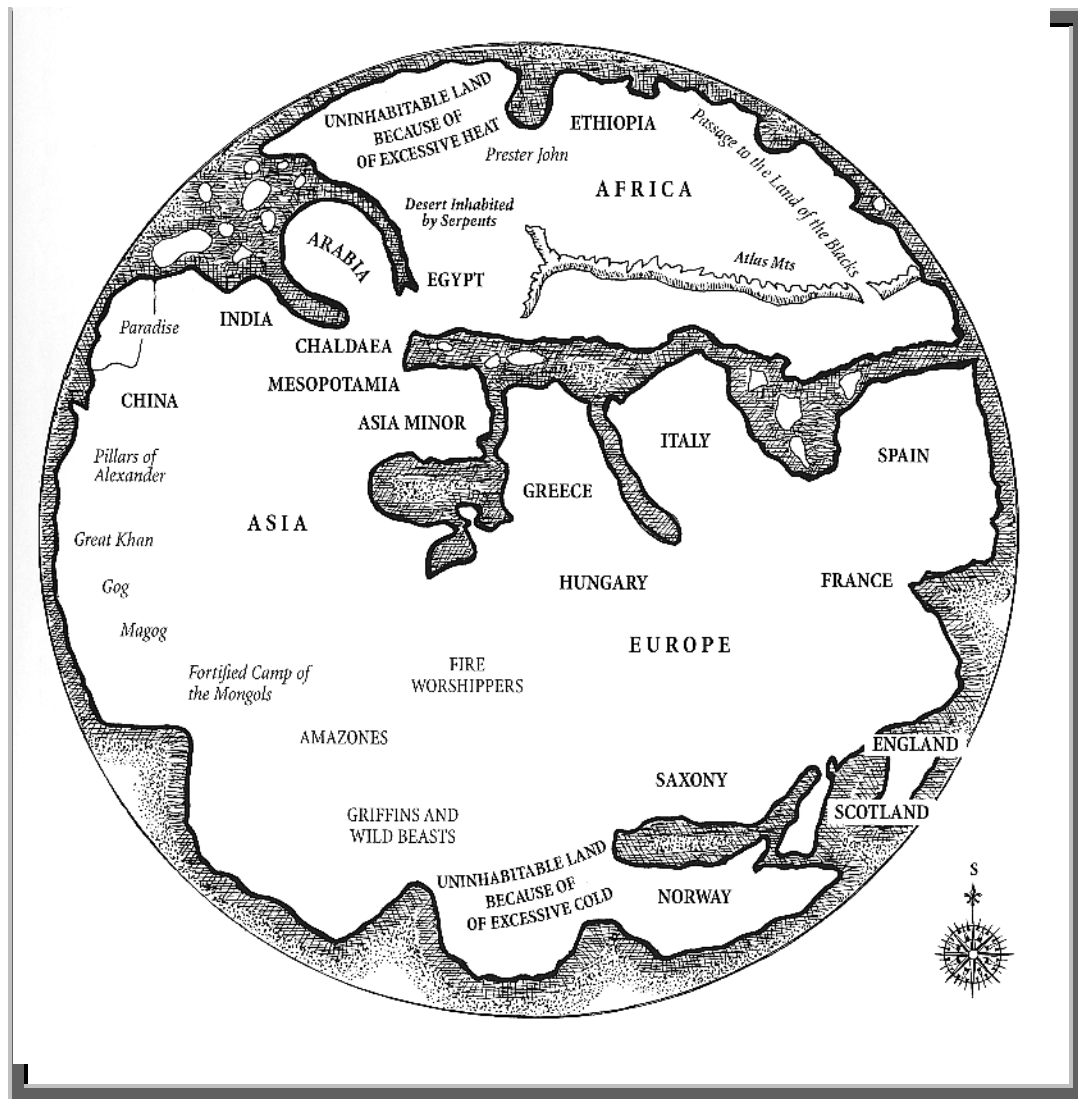 UNINHABITABLE LAND
BECAUSE OF
OF EXCESSIVE HEAT
ETHIOPIA
Prester John
Passage to the Land of the Blacks
AFRICA
Desert Inhabited
by Serpents
ARABIA
Atlas Mts
EGYPT
Paradise
INDIA
CHALDAEA
MESOPOTAMIA
CHINA
ASIA MINOR
ITALY
Pillars of
Alexander
SPAIN
GREECE
ASIA
Great Khan
Gog
HUNGARY
FRANCE
Magog
EUROPE
Fortified Camp of
the Mongols
FIRE
WORSHIPPERS
AMAZONES
ENGLAND
SAXONY
GRIFFINS AND
WILD BEASTS
SCOTLAND
UNINHABITABLE LAND
BECAUSE OF
OF EXCESSIVE COLD
NORWAY
S